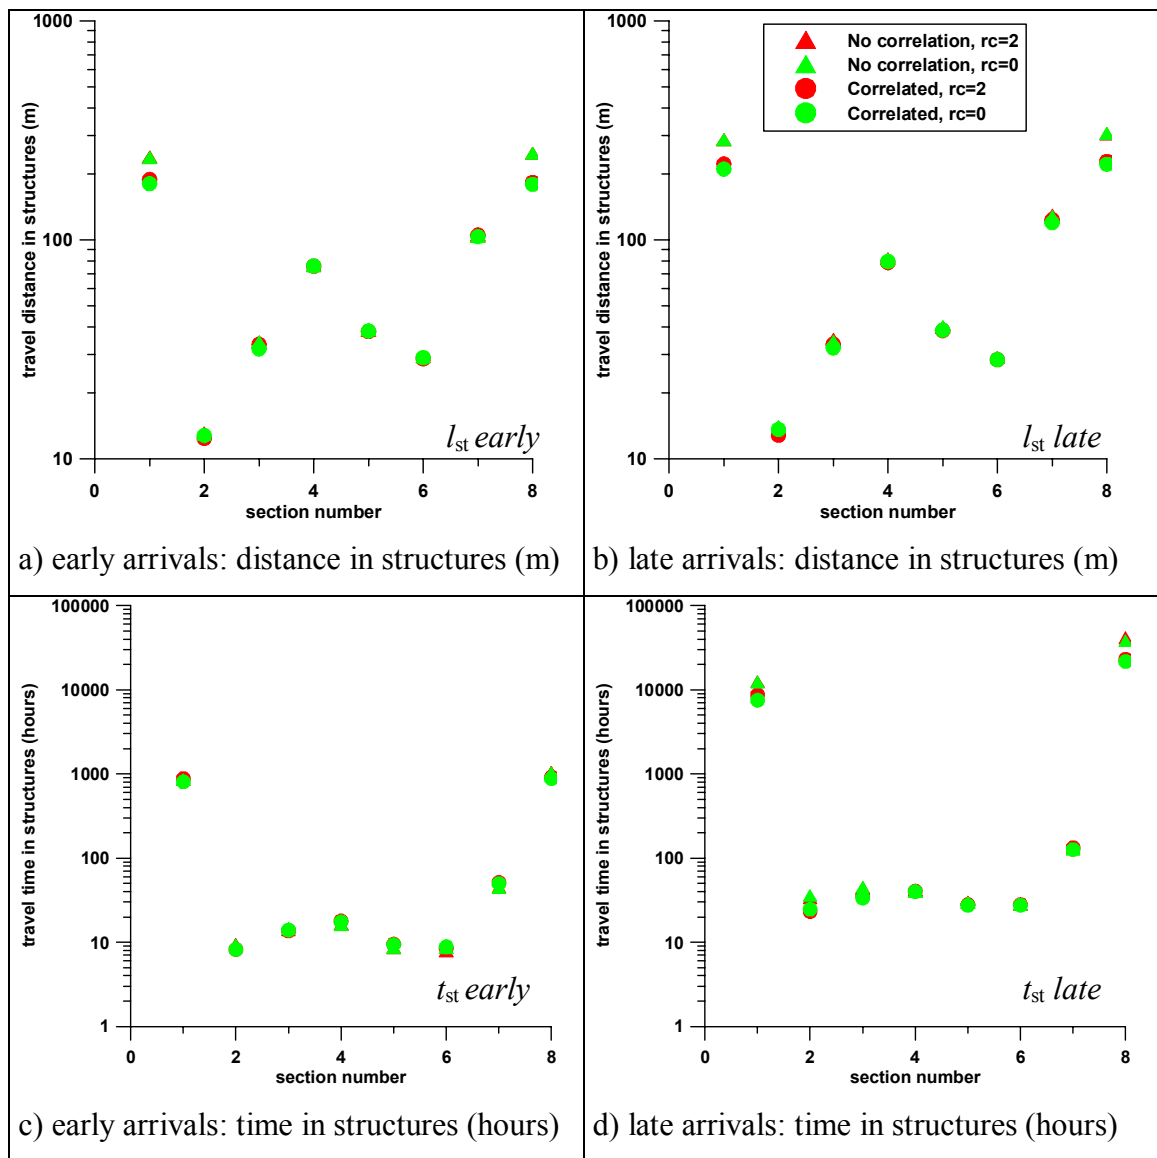 1000
100
10
travel distance in structures (m)
0
2
4
6
8
section number
l st early
a) early arrivals: distance in structures (m)
1000
100
10
travel distance in structures (m)
No correlation, rc=2
No correlation, rc=0
Correlated, rc=2
Correlated, rc=0
0
2
4
6
8
section number
l st late
b) late arrivals: distance in structures (m)
100000
10000
1000
100
10
1
travel time in structures (hours)
0
2
4
6
8
section number
t st early
c) early arrivals: time in structures (hours)
100000
10000
1000
100
10
1
travel time in structures (hours)
0
2
4
6
8
section number
t st late
d) late arrivals: time in structures (hours)